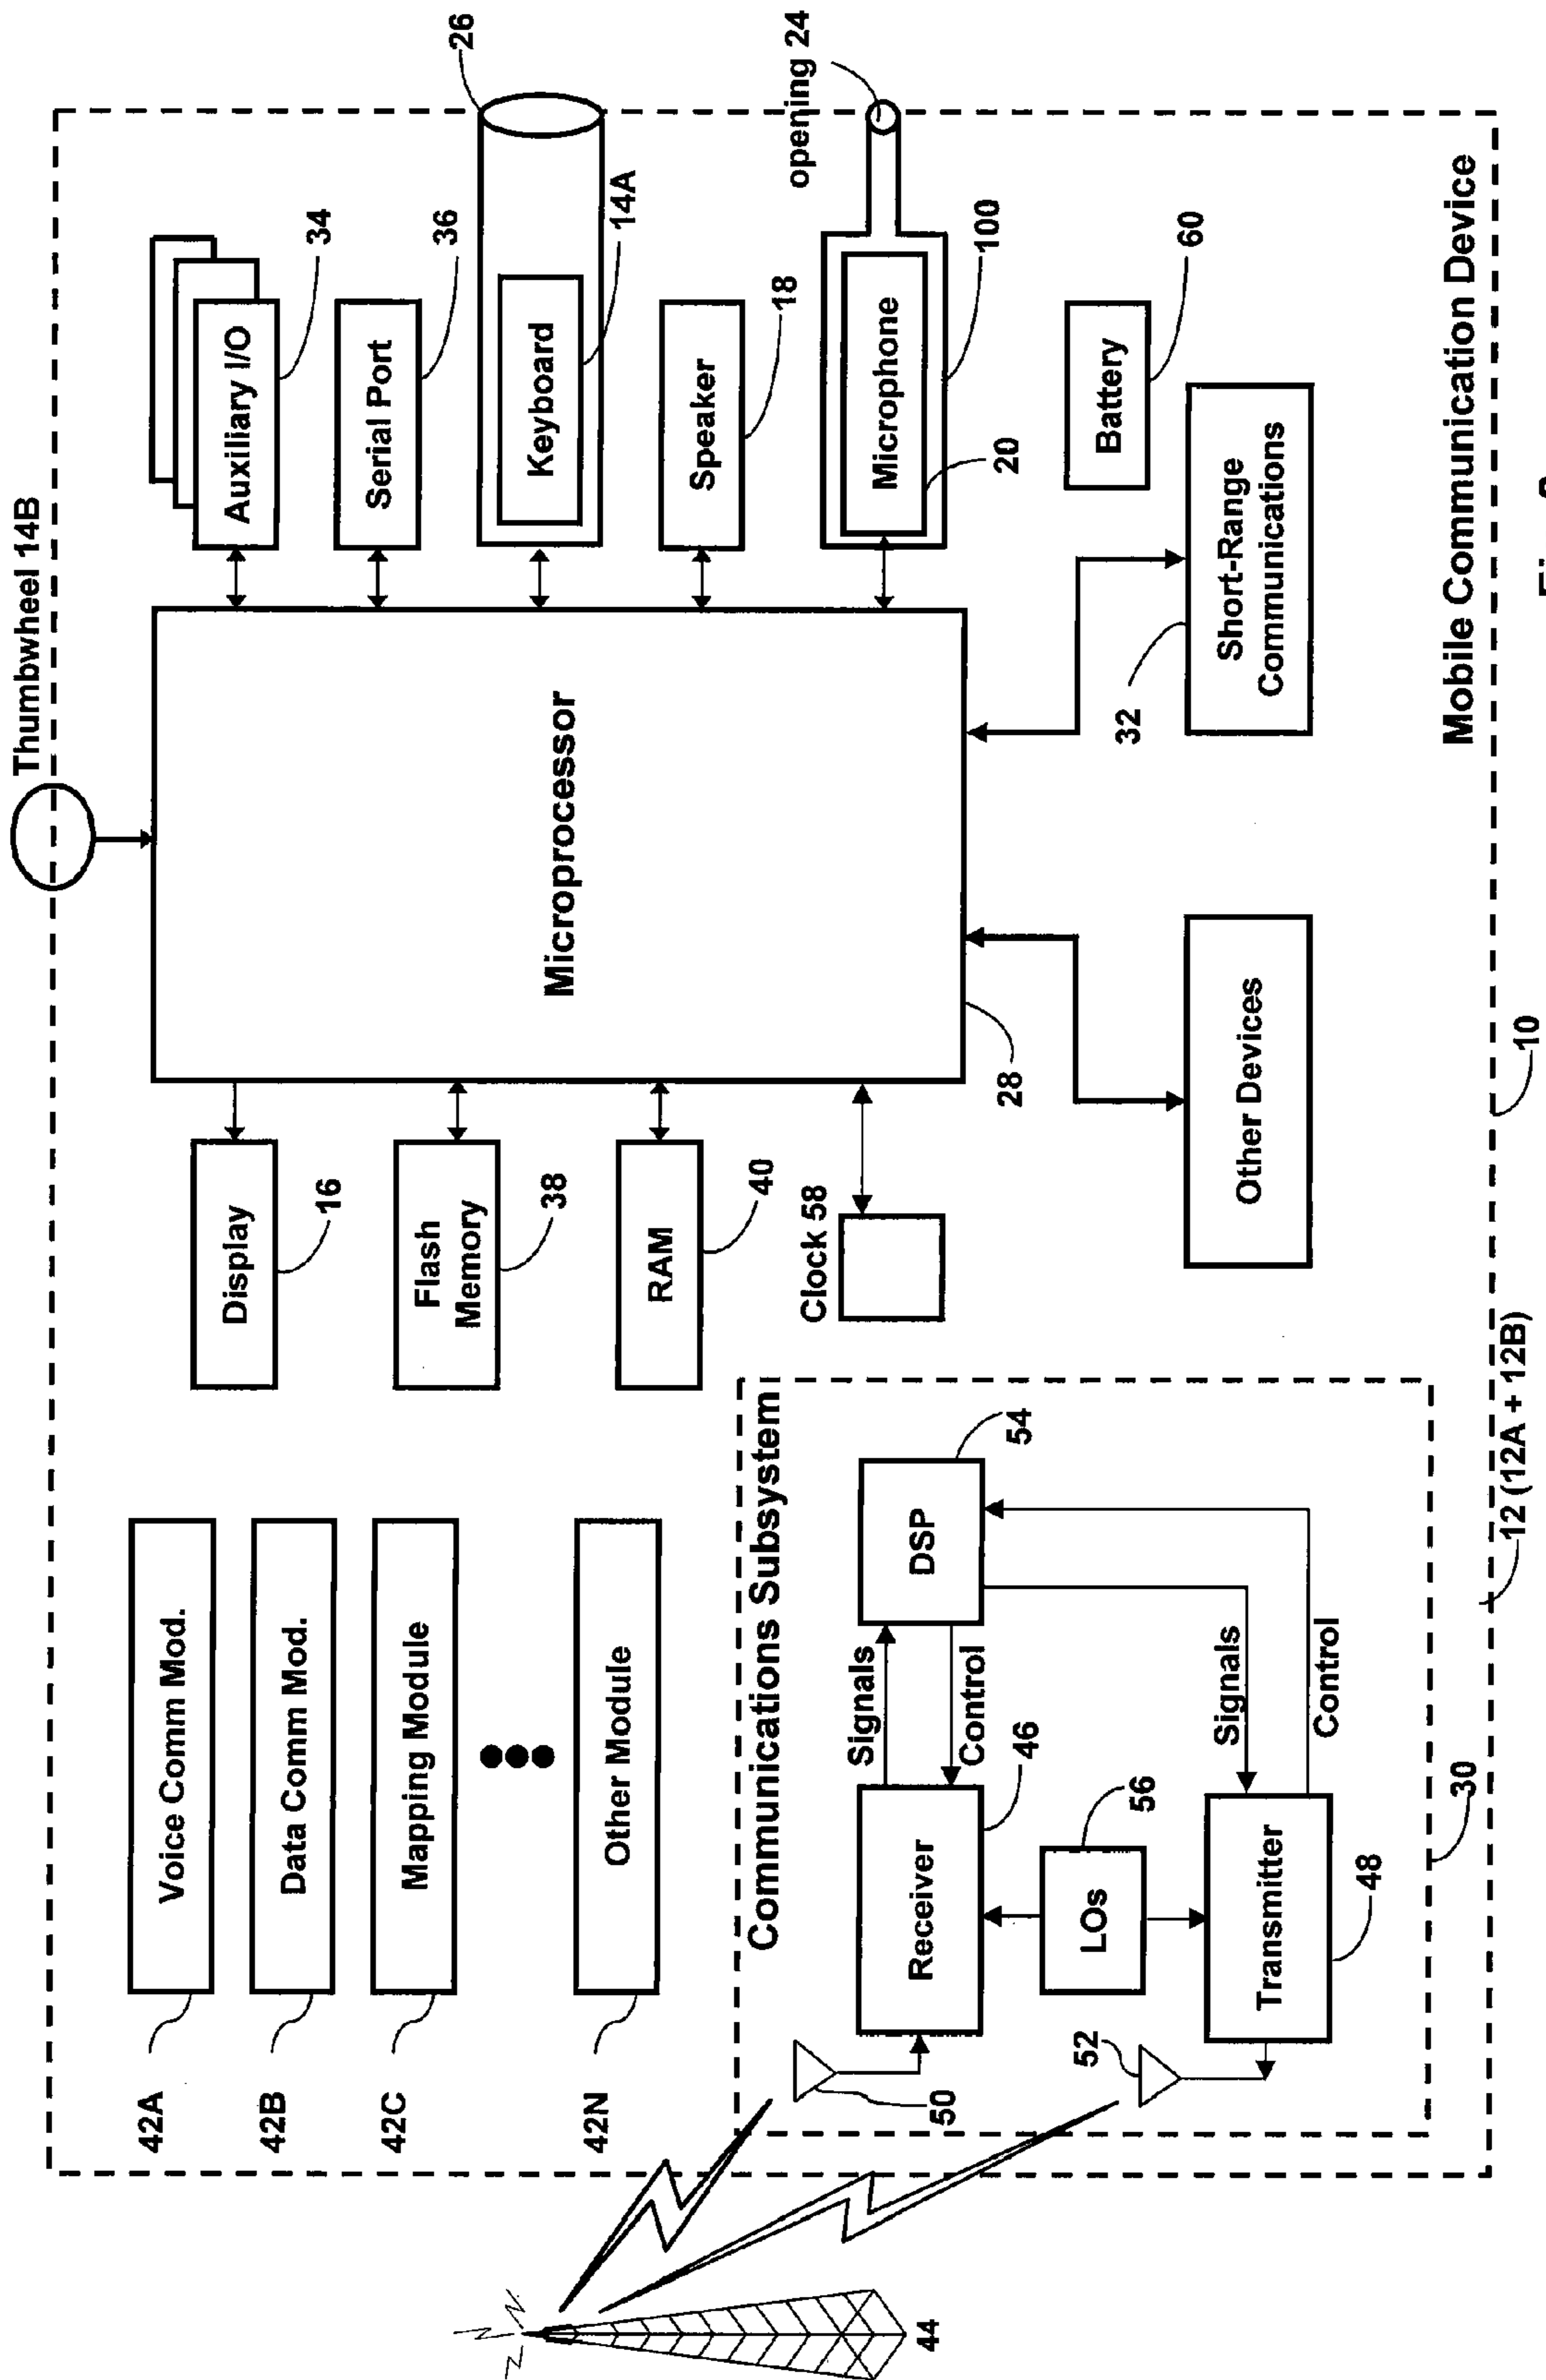 Thumbwheel 14B
42A
Voice Comm Mod.
42B
Data Comm Mod.
42C
Mapping Module
42N
Other Module
Display
16
Flash
Memory
38
RAM
40
Clock 58
Microprocessor
28
Auxiliary I/O
34
Serial Port
36
Keyboard
14A
26
Speaker
18
Microphone
20
100
opening 24
Battery
60
Short-Range
Communications
32
Other Devices
Communications Subsystem
Receiver
46
Signals
Control
DSP
54
LOs
56
Signals
Control
Transmitter
48
50
52
44
30
12 (12A + 12B)
10
Mobile Communication Device